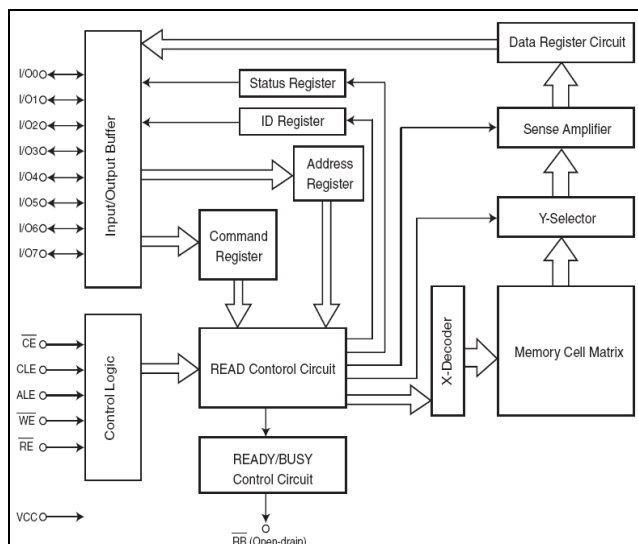 Data Register Circuit
I/O0
Status Register
I/O1
I/O2
ID Register
Sense Amplifier
I/O3
Input/Output Buffer
I/O4
Address
Register
I/O5
I/O6
Command
Register
Y-Selector
I/O7
CE
CLE
ALE
WE
RE
Control Logic
READ Contorol Circuit
X-Decoder
Memory Cell Matrix
READY/BUSY
Control Circuit
VCC
RB (Open-drain)